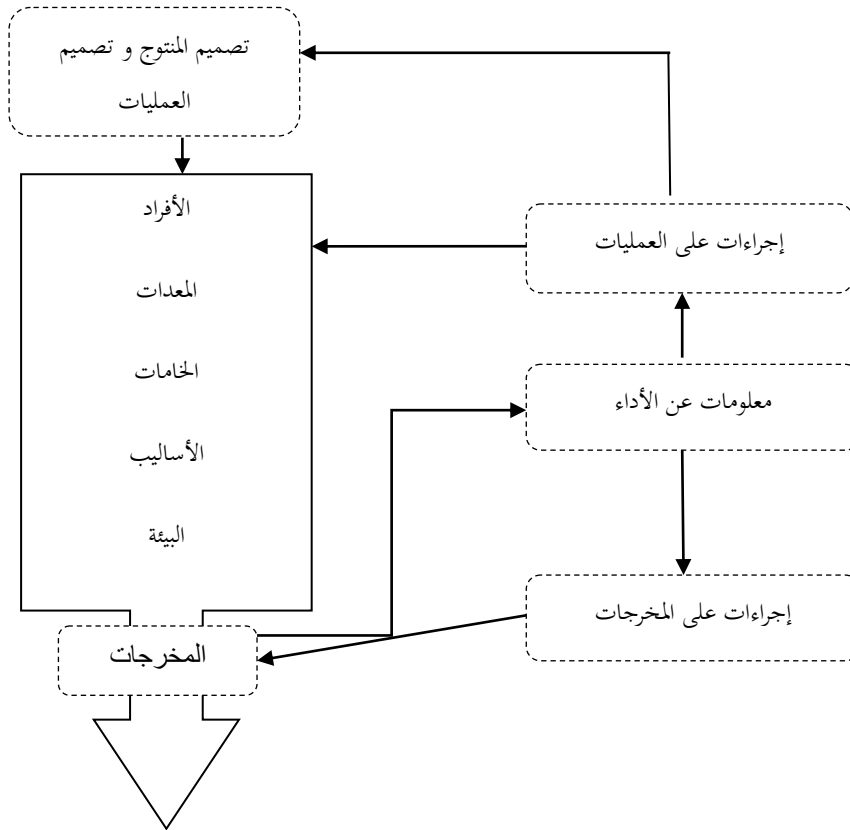 تصميم المنتوج و تصميم
العمليات
الأفراد
المعدات
الخامات
الأساليب
البيئة
المخرجات
إجراءات على العمليات
معلومات عن الأداء
إجراءات على المخرجات